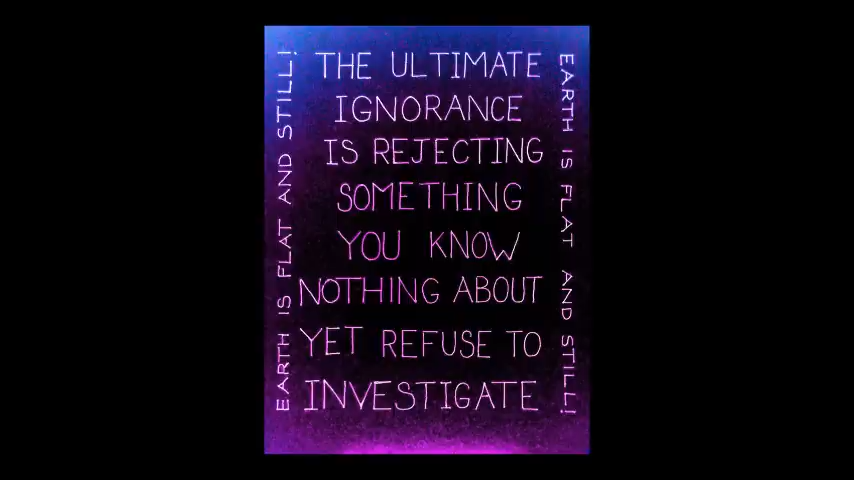 EARTH IS FLAT AND STILL!
THE ULTIMATE
IGNORANCE
IS REJECTING
SOMETHING
YOU KNOW
NOTHING ABOUT
YET REFUSE TO
INVESTIGATE
EARTH IS FLAT AND STILL!